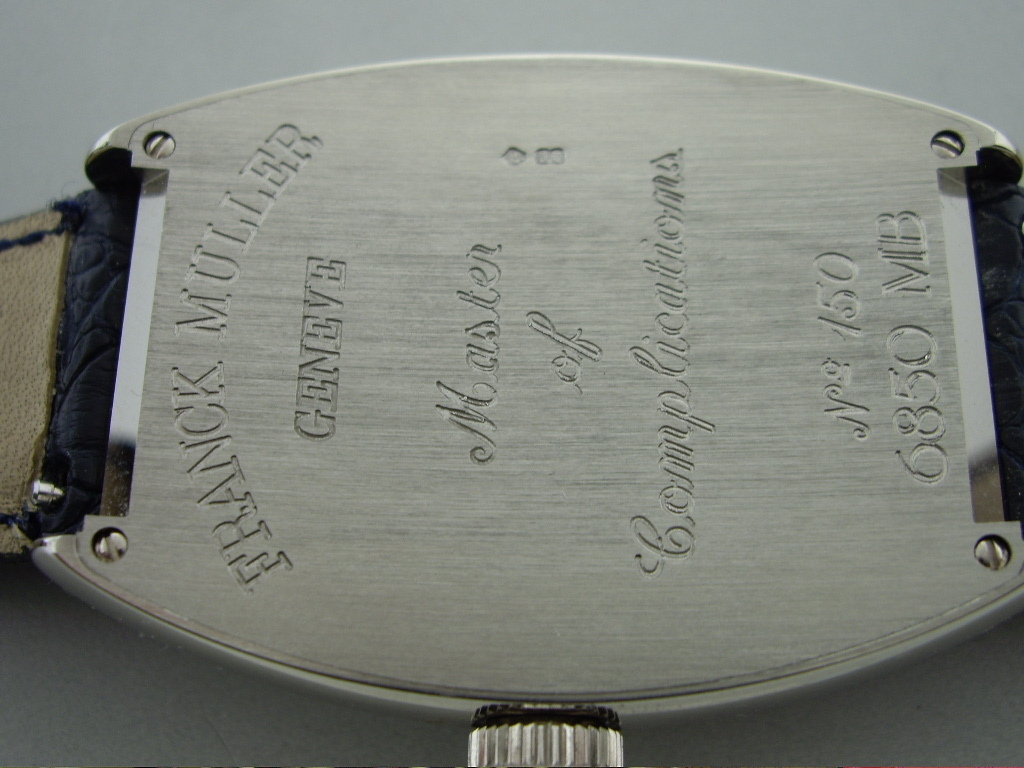 FRANCK MULLER
GENEVE
Master
of
Complications
Nº 150
6850 MB